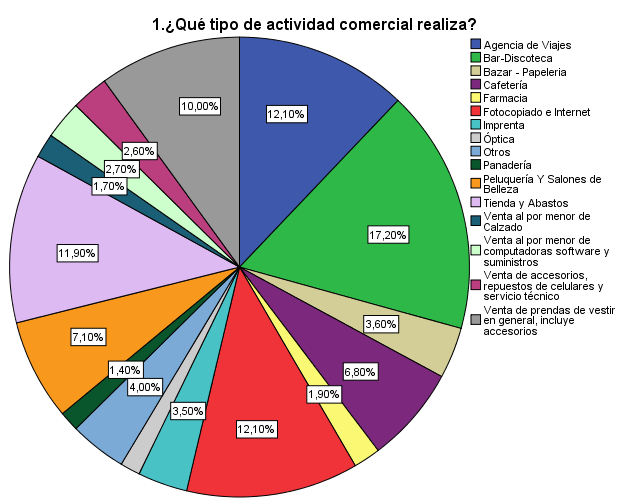 1.¿Qué tipo de actividad comercial realiza?
Agencia de Viajes
Bar-Discoteca
Bazar - Papeleria
Cafetería
Farmacia
Fotocopiado e Internet
Imprenta
Óptica
Otros
Panadería
Peluquería Y Salones de
Belleza
Tienda y Abastos
Venta al por menor de
Calzado
Venta al por menor de
computadoras software y
suministros
Venta de accesorios,
repuestos de celulares y
servicio técnico
Venta de prendas de vestir
en general, incluye
accesorios
12,10%
17,20%
3,60%
6,80%
1,90%
12,10%
3,50%
4,00%
1,40%
7,10%
11,90%
1,70%
2,70%
2,60%
10,00%